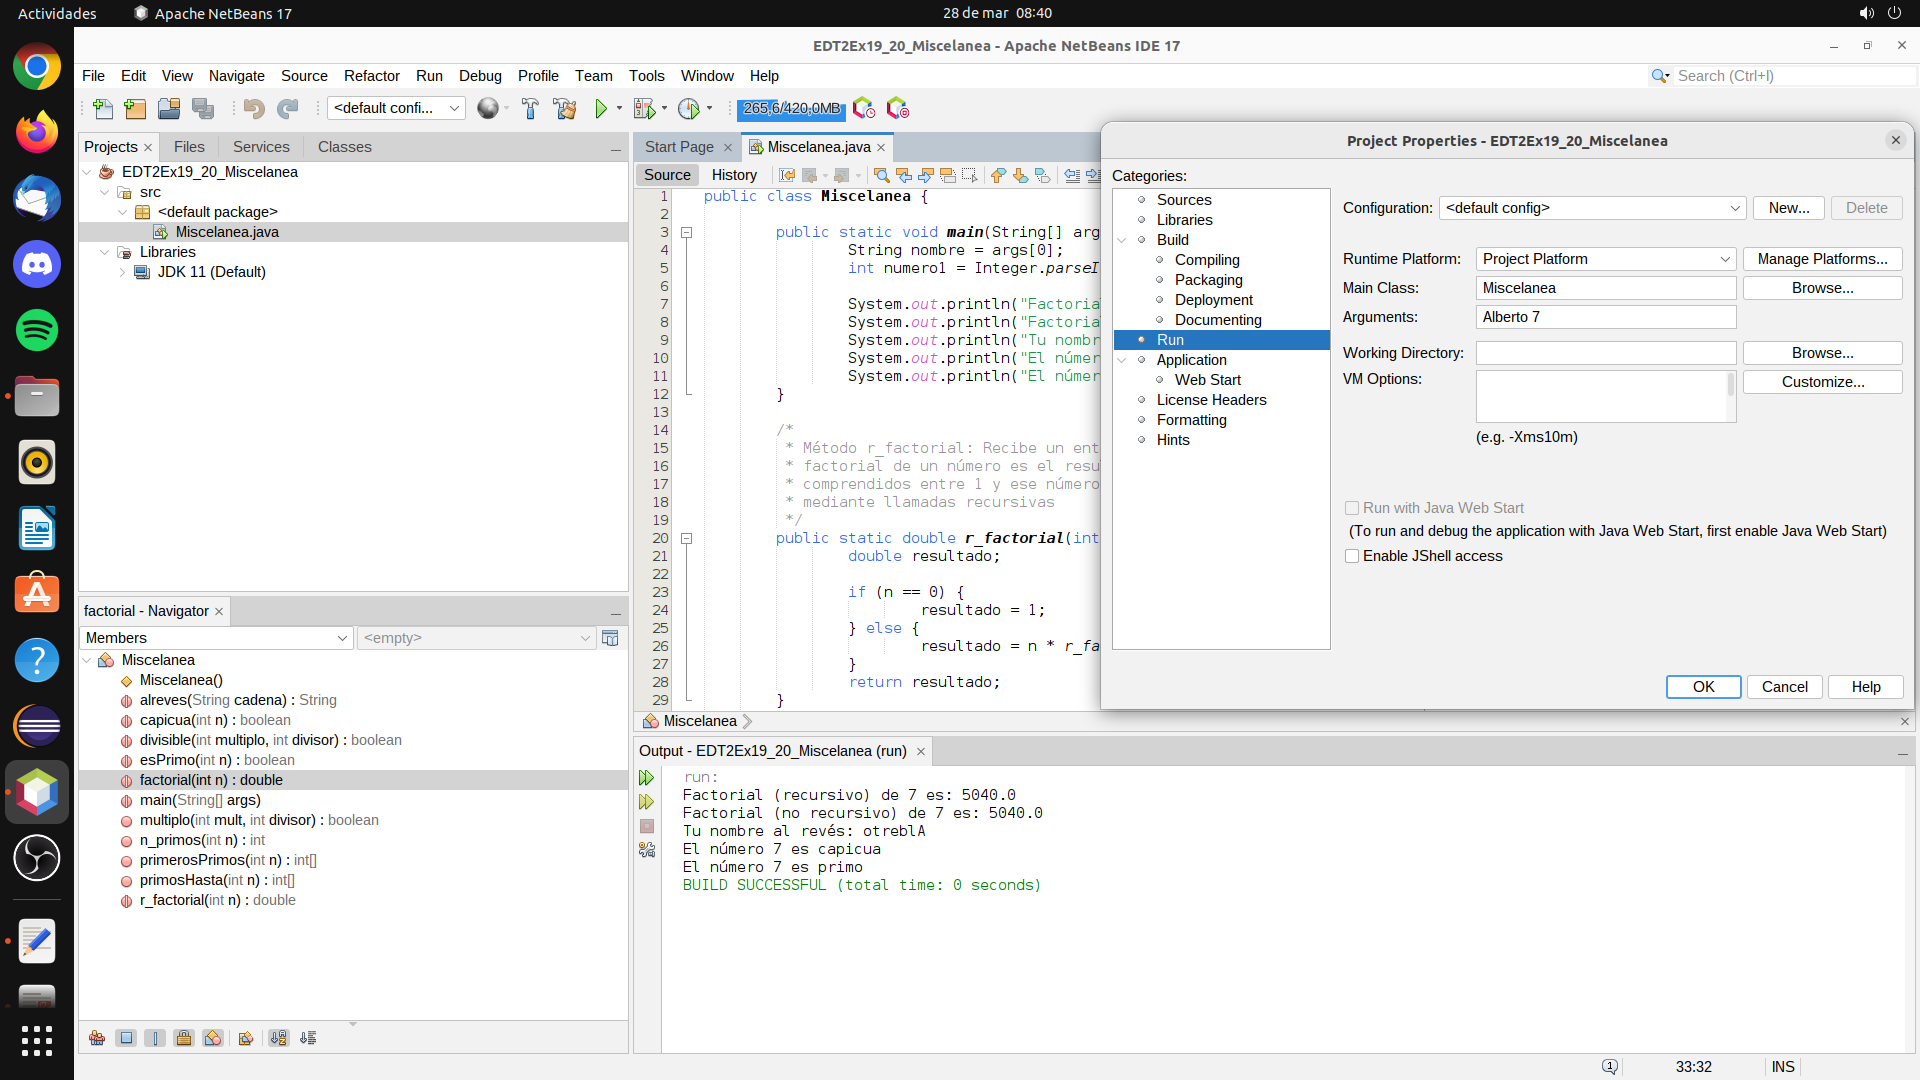 Actividades
Apache NetBeans 17
28 de mar 08:40
EDT2Ex19_20_Miscelanea - Apache NetBeans IDE 17
File Edit View Navigate Source Refactor Run Debug Profile Team Tools Window Help
Search (Ctrl+I)
<default confi...
265,6/420,0MB
Projects Files Services Classes
EDT2Ex19_20_Miscelanea
src
<default package>
Miscelanea.java
Libraries
JDK 11 (Default)
factorial - Navigator
Members
<empty>
Miscelanea
Miscelanea()
alreves(String cadena) : String
capicua(int n) : boolean
divisible(int multiplo, int divisor) : boolean
esPrimo(int n) : boolean
factorial(int n) : double
main(String[] args)
multiplo(int mult, int divisor) : boolean
n_primos(int n) : int
primerosPrimos(int n) : int[]
primosHasta(int n) : int[]
r_factorial(int n) : double
Start Page Miscelanea.java
Source History
1 public class Miscelanea {
2
3 public static void main(String[] arg
4 String nombre = args[0];
5 int numero1 = Integer.parseI
6
7 System.out.println("Factoria
8 System.out.println("Factoria
9 System.out.println("Tu nombr
10 System.out.println("El númer
11 System.out.println("El númer
12 }
13
14 /*
15 * Método r_factorial: Recibe un ent
16 * factorial de un número es el resu
17 * comprendidos entre 1 y ese número
18 * mediante llamadas recursivas
19 */
20 public static double r_factorial(int
21 double resultado;
22
23 if (n == 0) {
24 resultado = 1;
25 } else {
26 resultado = n * r_fa
27 }
28 return resultado;
29 }
Miscelanea
Output - EDT2Ex19_20_Miscelanea (run)
run:
Factorial (recursivo) de 7 es: 5040.0
Factorial (no recursivo) de 7 es: 5040.0
Tu nombre al revés: otreblA
El número 7 es capicua
El número 7 es primo
BUILD SUCCESSFUL (total time: 0 seconds)
Project Properties - EDT2Ex19_20_Miscelanea
Categories:
Sources
Libraries
Build
Compiling
Packaging
Deployment
Documenting
Run
Application
Web Start
License Headers
Formatting
Hints
Configuration: <default config> New... Delete
Runtime Platform: Project Platform Manage Platforms...
Main Class: Miscelanea Browse...
Arguments: Alberto 7
Working Directory: Browse...
VM Options: Customize...
(e.g. -Xms10m)
Run with Java Web Start
(To run and debug the application with Java Web Start, first enable Java Web Start)
Enable JShell access
OK Cancel Help
1
33:32
INS